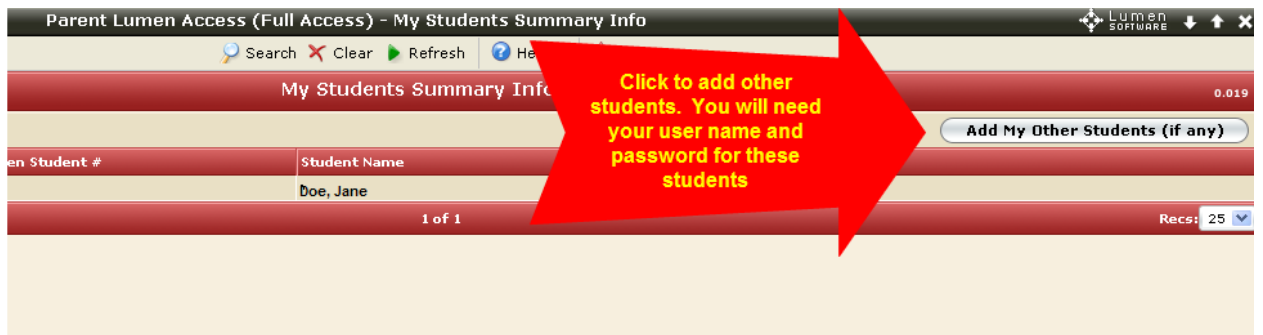 Parent Lumen Access (Full Access) - My Students Summary Info
Lumen
SOFTWARE
Search Clear Refresh He
My Students Summary Info
0.019
Click to add other
students. You will need
your user name and
password for these
students
Add My Other Students (if any)
en Student # Student Name
Doe, Jane
1 of 1
Recs: 25